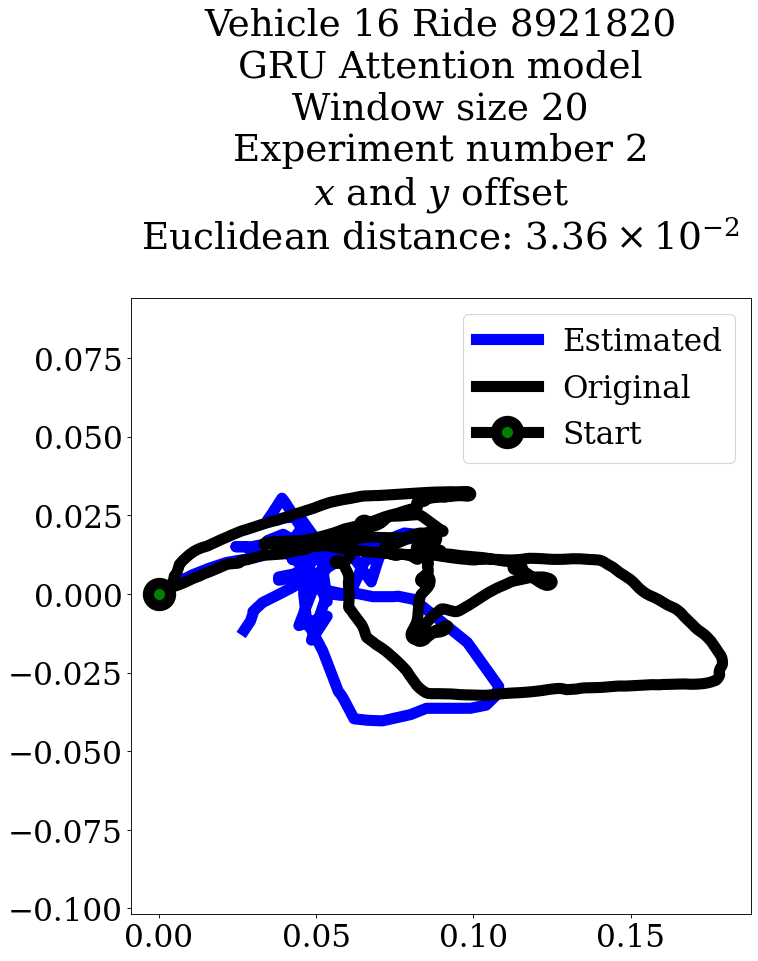 Vehicle 16 Ride 8921820
GRU Attention model
Window size 20
Experiment number 2
x and y offset
Euclidean distance: 3.36 × 10⁻²
Estimated
Original
Start
0.075
0.050
0.025
0.000
−0.025
−0.050
−0.075
−0.100
0.00 0.05 0.10 0.15